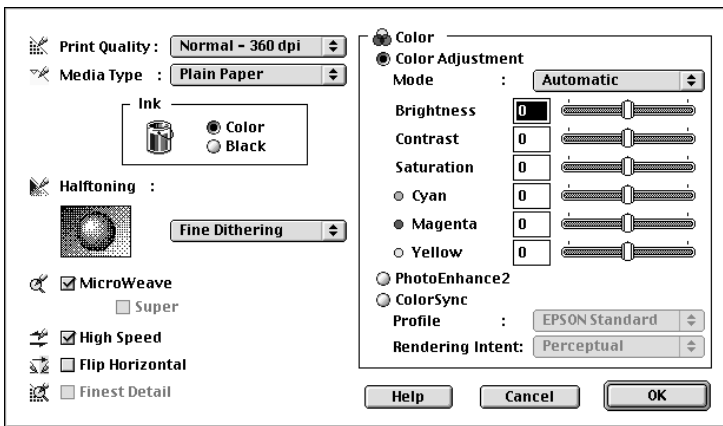 Print Quality : Normal - 360 dpi
Media Type : Plain Paper
Ink
Color
Black
Halftoning :
Fine Dithering
MicroWeave
Super
High Speed
Flip Horizontal
Finest Detail
Color
Color Adjustment
Mode : Automatic
Brightness 0
Contrast 0
Saturation 0
Cyan 0
Magenta 0
Yellow 0
PhotoEnhance2
ColorSync
Profile : EPSON Standard
Rendering Intent: Perceptual
Help Cancel OK